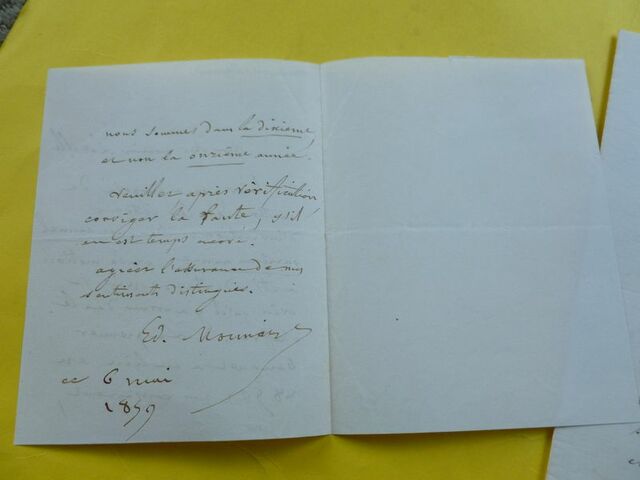 nous sommes dans la dixième
et non la onzième année.
veuillez après vérification
corriger la faute, s'il
en est temps encore.
agréez l'assurance de mes
sentiments distingués.
Ed. Mounier
ce 6 mai
1859